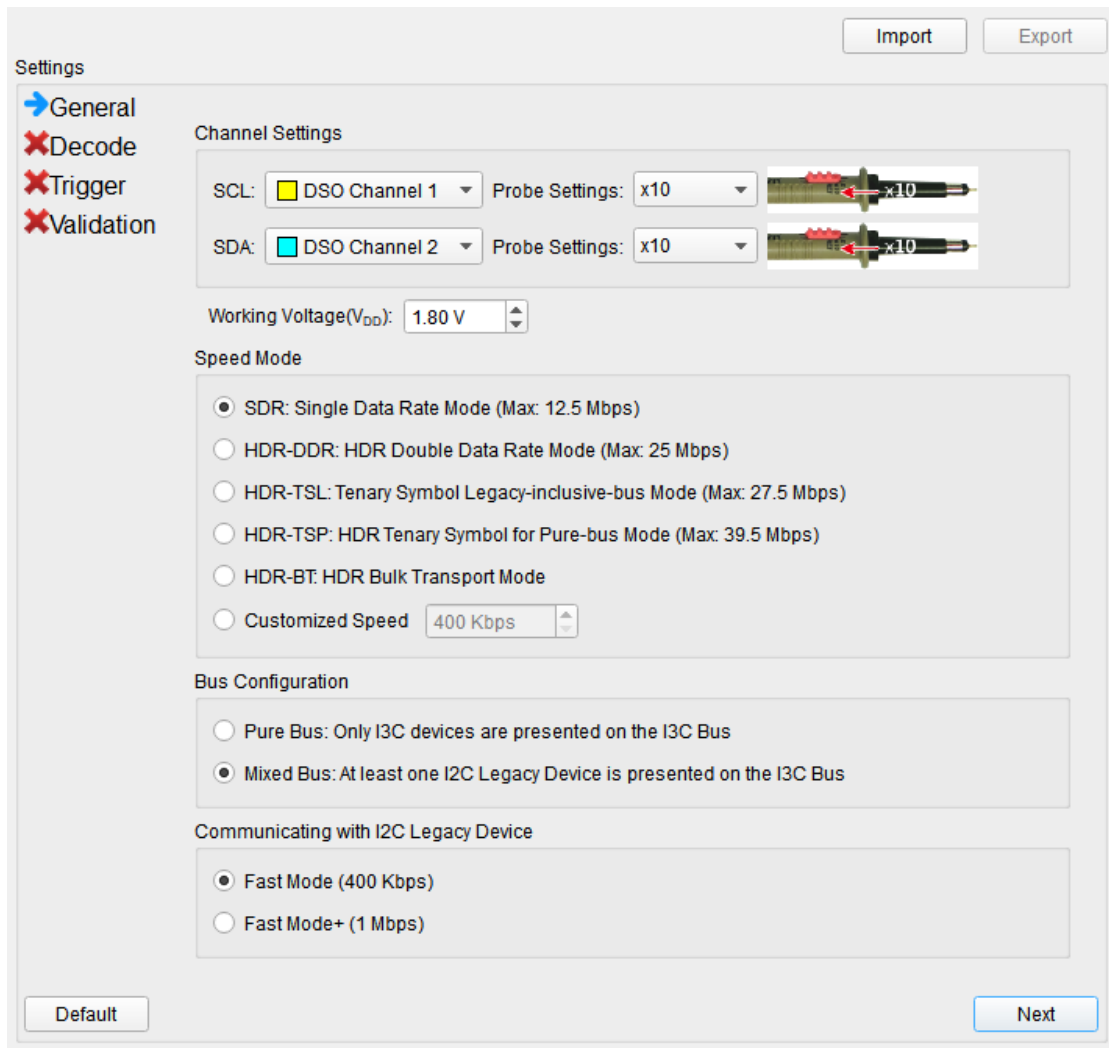 Import Export
Settings
General
Decode
Trigger
Validation
Channel Settings
SCL: DSO Channel 1 Probe Settings: x10 x10
SDA: DSO Channel 2 Probe Settings: x10 x10
Working Voltage(VDD): 1.80 V
Speed Mode
SDR: Single Data Rate Mode (Max: 12.5 Mbps)
HDR-DDR: HDR Double Data Rate Mode (Max: 25 Mbps)
HDR-TSL: Tenary Symbol Legacy-inclusive-bus Mode (Max: 27.5 Mbps)
HDR-TSP: HDR Tenary Symbol for Pure-bus Mode (Max: 39.5 Mbps)
HDR-BT: HDR Bulk Transport Mode
Customized Speed 400 Kbps
Bus Configuration
Pure Bus: Only I3C devices are presented on the I3C Bus
Mixed Bus: At least one I2C Legacy Device is presented on the I3C Bus
Communicating with I2C Legacy Device
Fast Mode (400 Kbps)
Fast Mode+ (1 Mbps)
Default Next